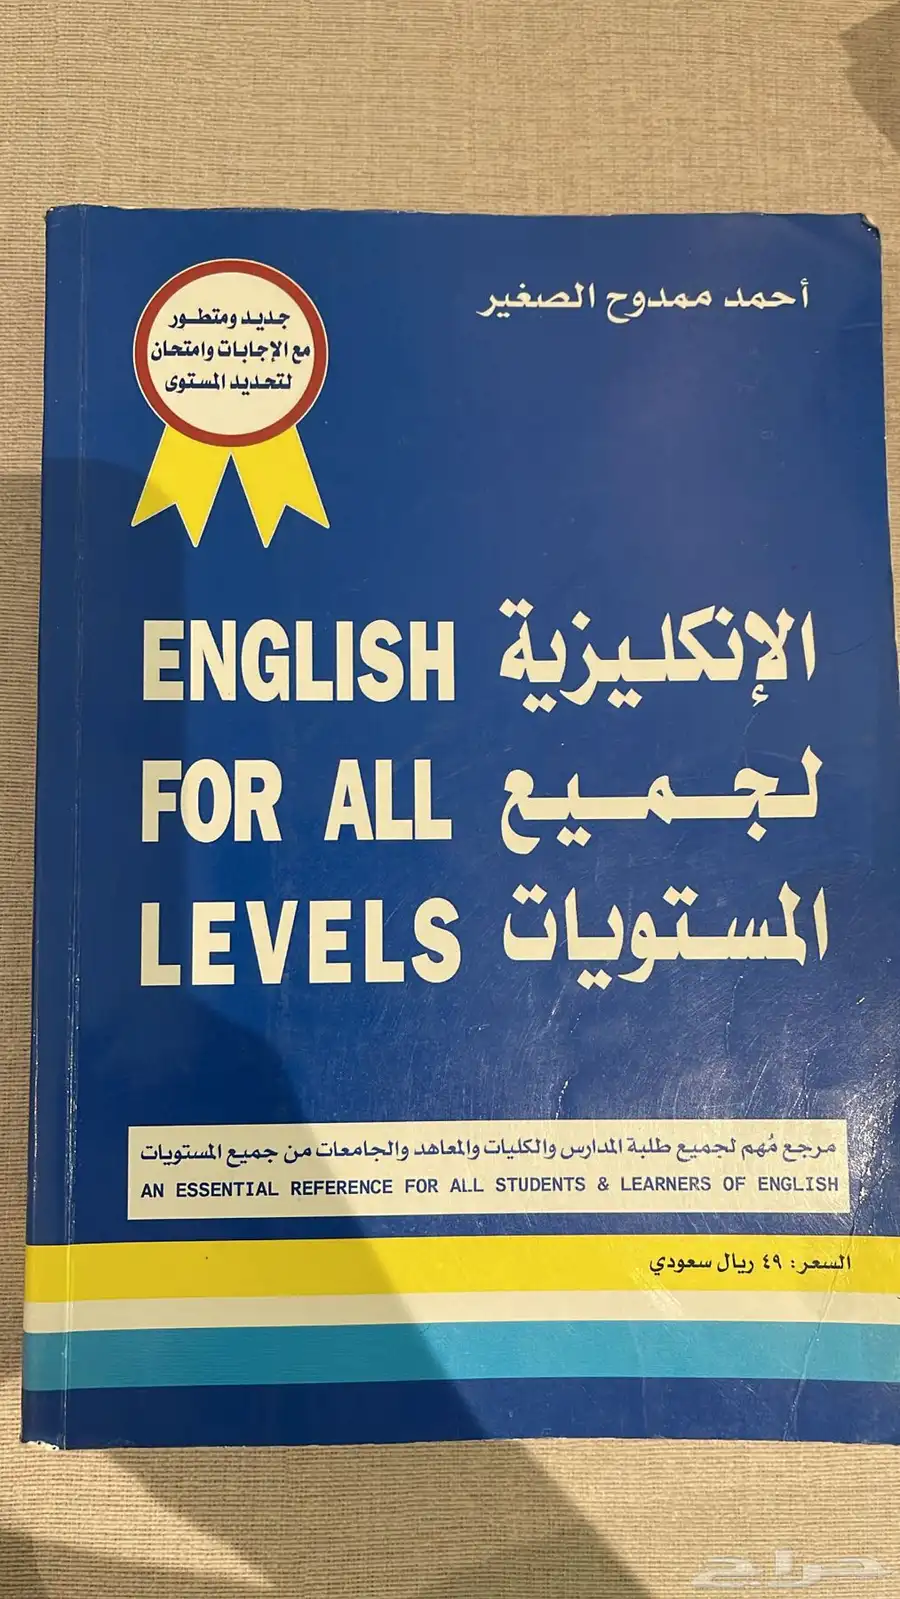 أحمد ممدوح الصغير
جديد ومتطور
مع الإجابات وامتحان
لتحديد المستوى
الإنكليزية
لجميع
المستويات
ENGLISH
FOR ALL
LEVELS
مرجع مُهم لجميع طلبة المدارس والكليات والمعاهد والجامعات من جميع المستويات
AN ESSENTIAL REFERENCE FOR ALL STUDENTS & LEARNERS OF ENGLISH
السعر: ٤٩ ريال سعودي
حراج